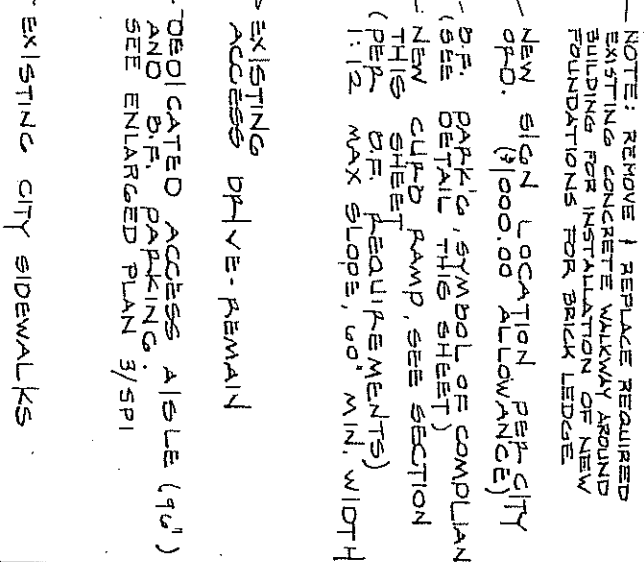 NOTE: REMOVE & REPLACE REQUIRED
EXISTING CONCRETE WALKWAY AROUND
BUILDING FOR INSTALLATION OF NEW
FOUNDATIONS FOR BRICK LEDGE
NEW SIGN LOCATION PER CITY
ORD. ($1000.00 ALLOWANCE)
B.F. PARK'G, SYMBOL OF COMPLIAN
(SEE DETAIL THIS SHEET)
NEW CURB RAMP, SEE SECTION
THIS SHEET
(PER B.F. REQUIREMENTS)
1:12 MAX SLOPE, 60" MIN. WIDTH
EXISTING
ACCESS DRIVE-REMAIN
DEDICATED ACCESS AISLE (96")
AND B.F. PARKING.
SEE ENLARGED PLAN 3/SP1
EXISTING CITY SIDEWALKS